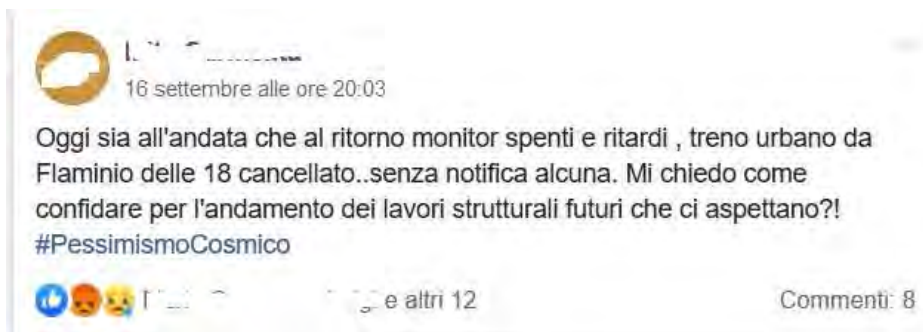 16 settembre alle ore 20:03
Oggi sia all'andata che al ritorno monitor spenti e ritardi , treno urbano da
Flaminio delle 18 cancellato..senza notifica alcuna. Mi chiedo come
confidare per l'andamento dei lavori strutturali futuri che ci aspettano?!
#PessimismoCosmico
e altri 12 Commenti: 8